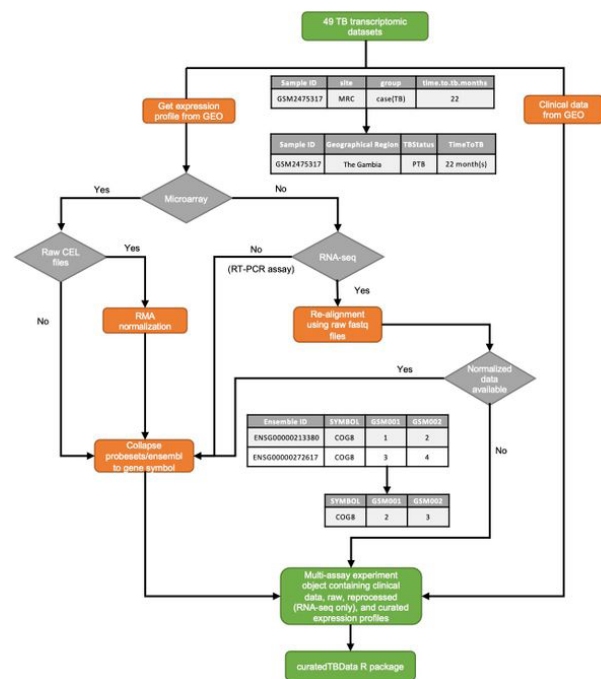 49 TB transcriptomic
datasets
Sample ID site group time.to.tb.months
GSM2475317 MRC case(TB) 22
Get expression
profile from GEO
Clinical data
from GEO
Sample ID Geographical Region TBStatus TimeToTB
GSM2475317 The Gambia PTB 22 month(s)
Yes
Microarray
No
Raw CEL
files
Yes
No
(RT-PCR assay)
RNA-seq
No
RMA
normalization
Yes
Re-alignment
using raw fastq
files
Yes
Normalized
data
available
Ensemble ID SYMBOL GSM001 GSM002
ENSG00000213380 COG8 1 2
ENSG00000272617 COG8 3 4
Collapse
probesets/ensembl
to gene symbol
No
SYMBOL GSM001 GSM002
COG8 2 3
Multi-assay experiment
object containing clinical
data, raw, reprocessed
(RNA-seq only), and curated
expression profiles
curatedTBData R package